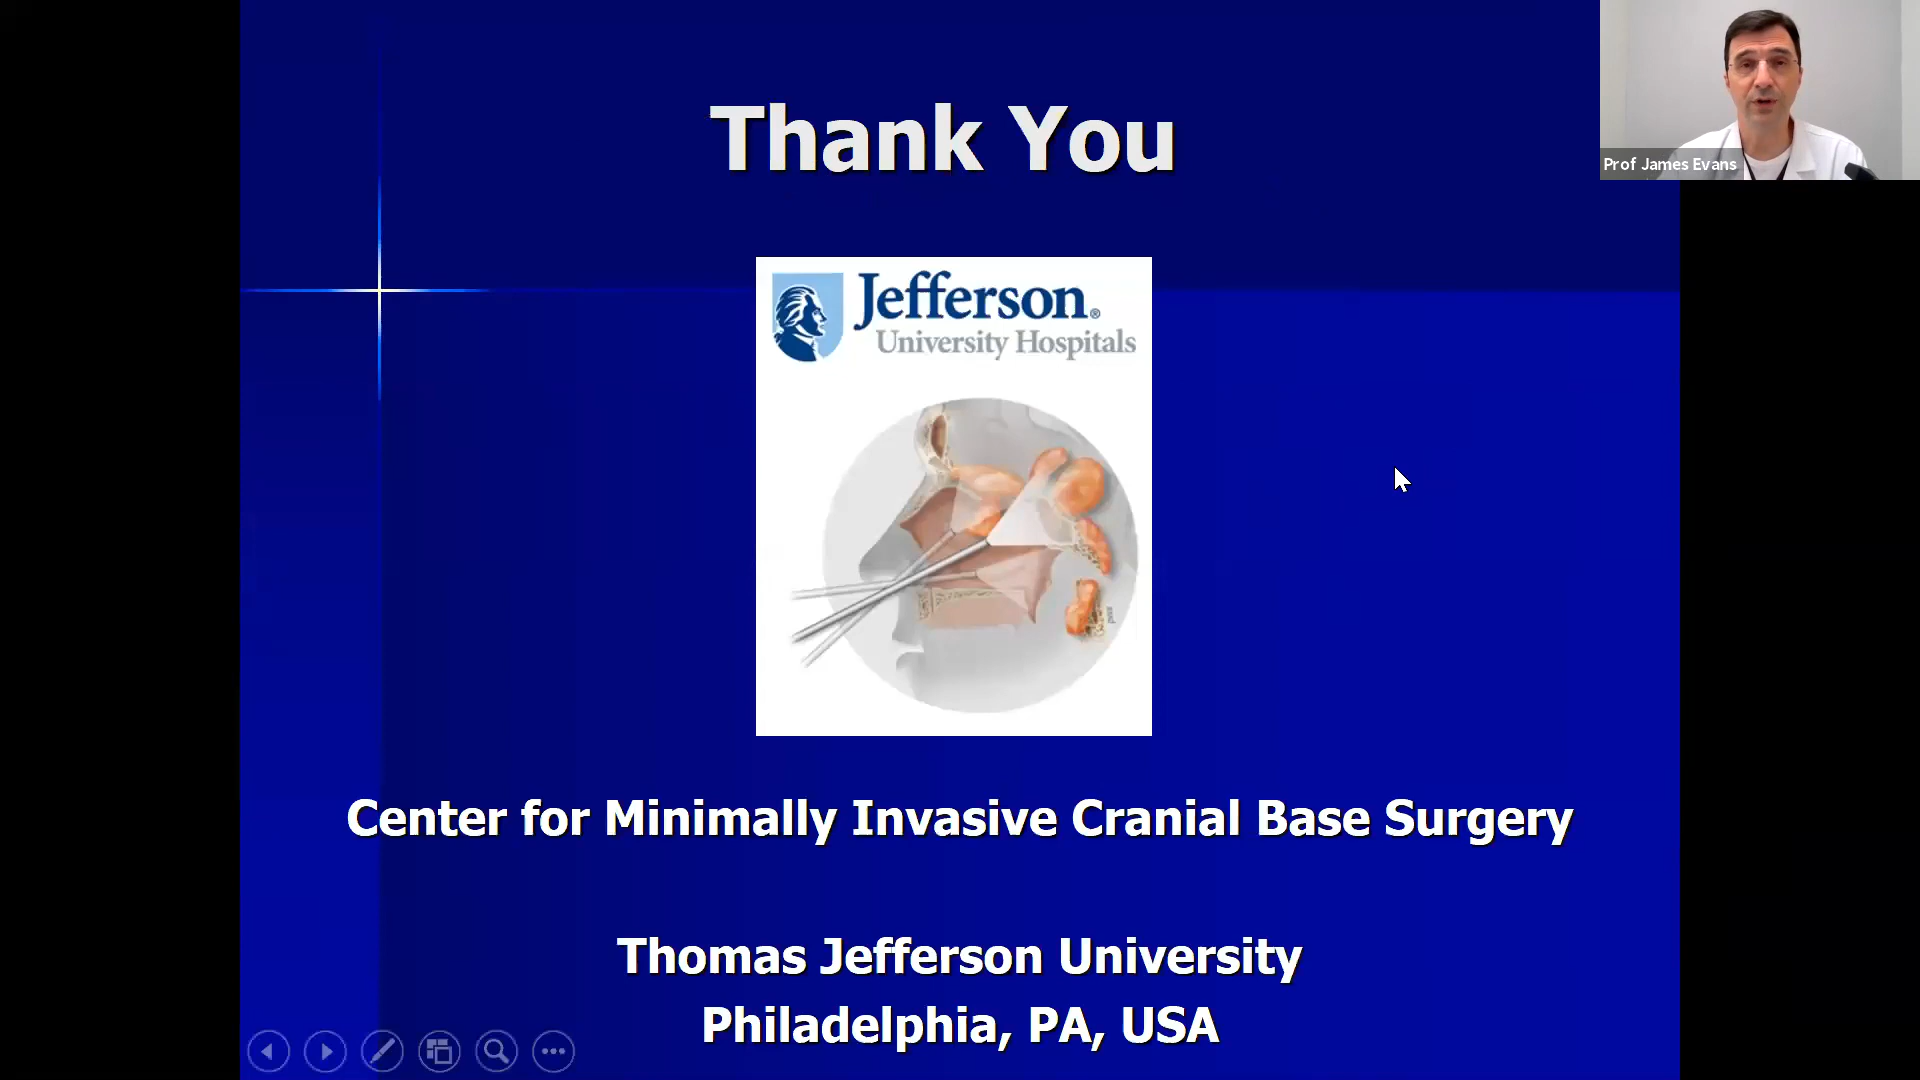 Thank You
Prof James Evans
Jefferson®
University Hospitals
Center for Minimally Invasive Cranial Base Surgery
Thomas Jefferson University
Philadelphia, PA, USA